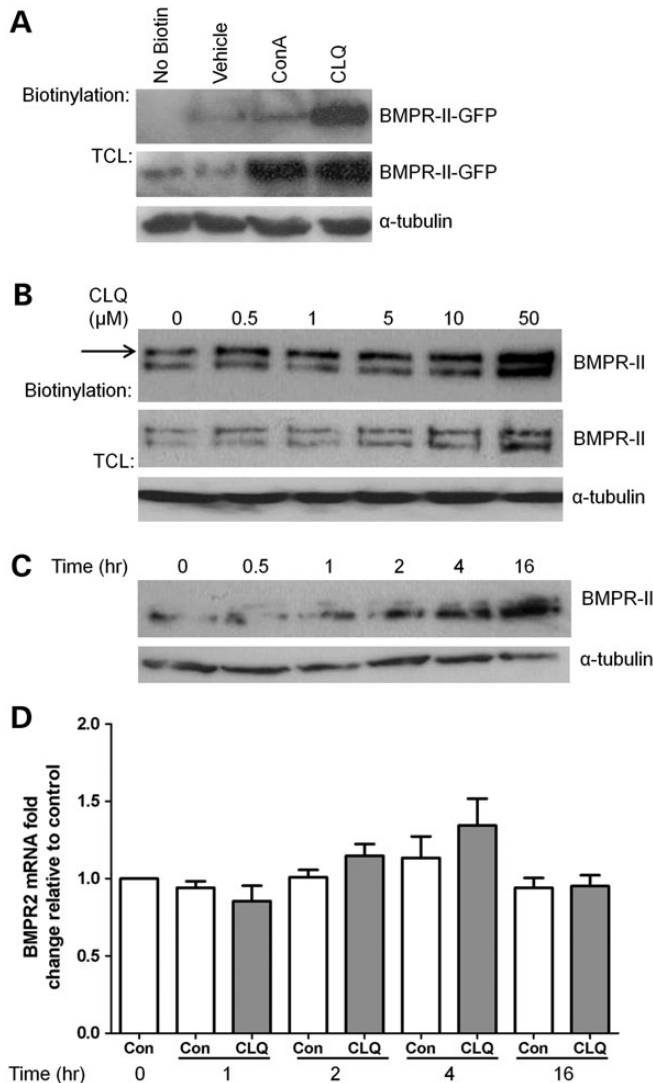 A
No Biotin
Vehicle
ConA
CLQ
Biotinylation:
BMPR-II-GFP
TCL:
BMPR-II-GFP
α-tubulin
B
CLQ
(μM)
0 0.5 1 5 10 50
BMPR-II
Biotinylation:
BMPR-II
TCL:
α-tubulin
C
Time (hr) 0 0.5 1 2 4 16
BMPR-II
α-tubulin
D
BMPR2 mRNA fold
change relative to control
2.0
1.5
1.0
0.5
0.0
Con Con CLQ Con CLQ Con CLQ Con CLQ
Time (hr) 0 1 2 4 16